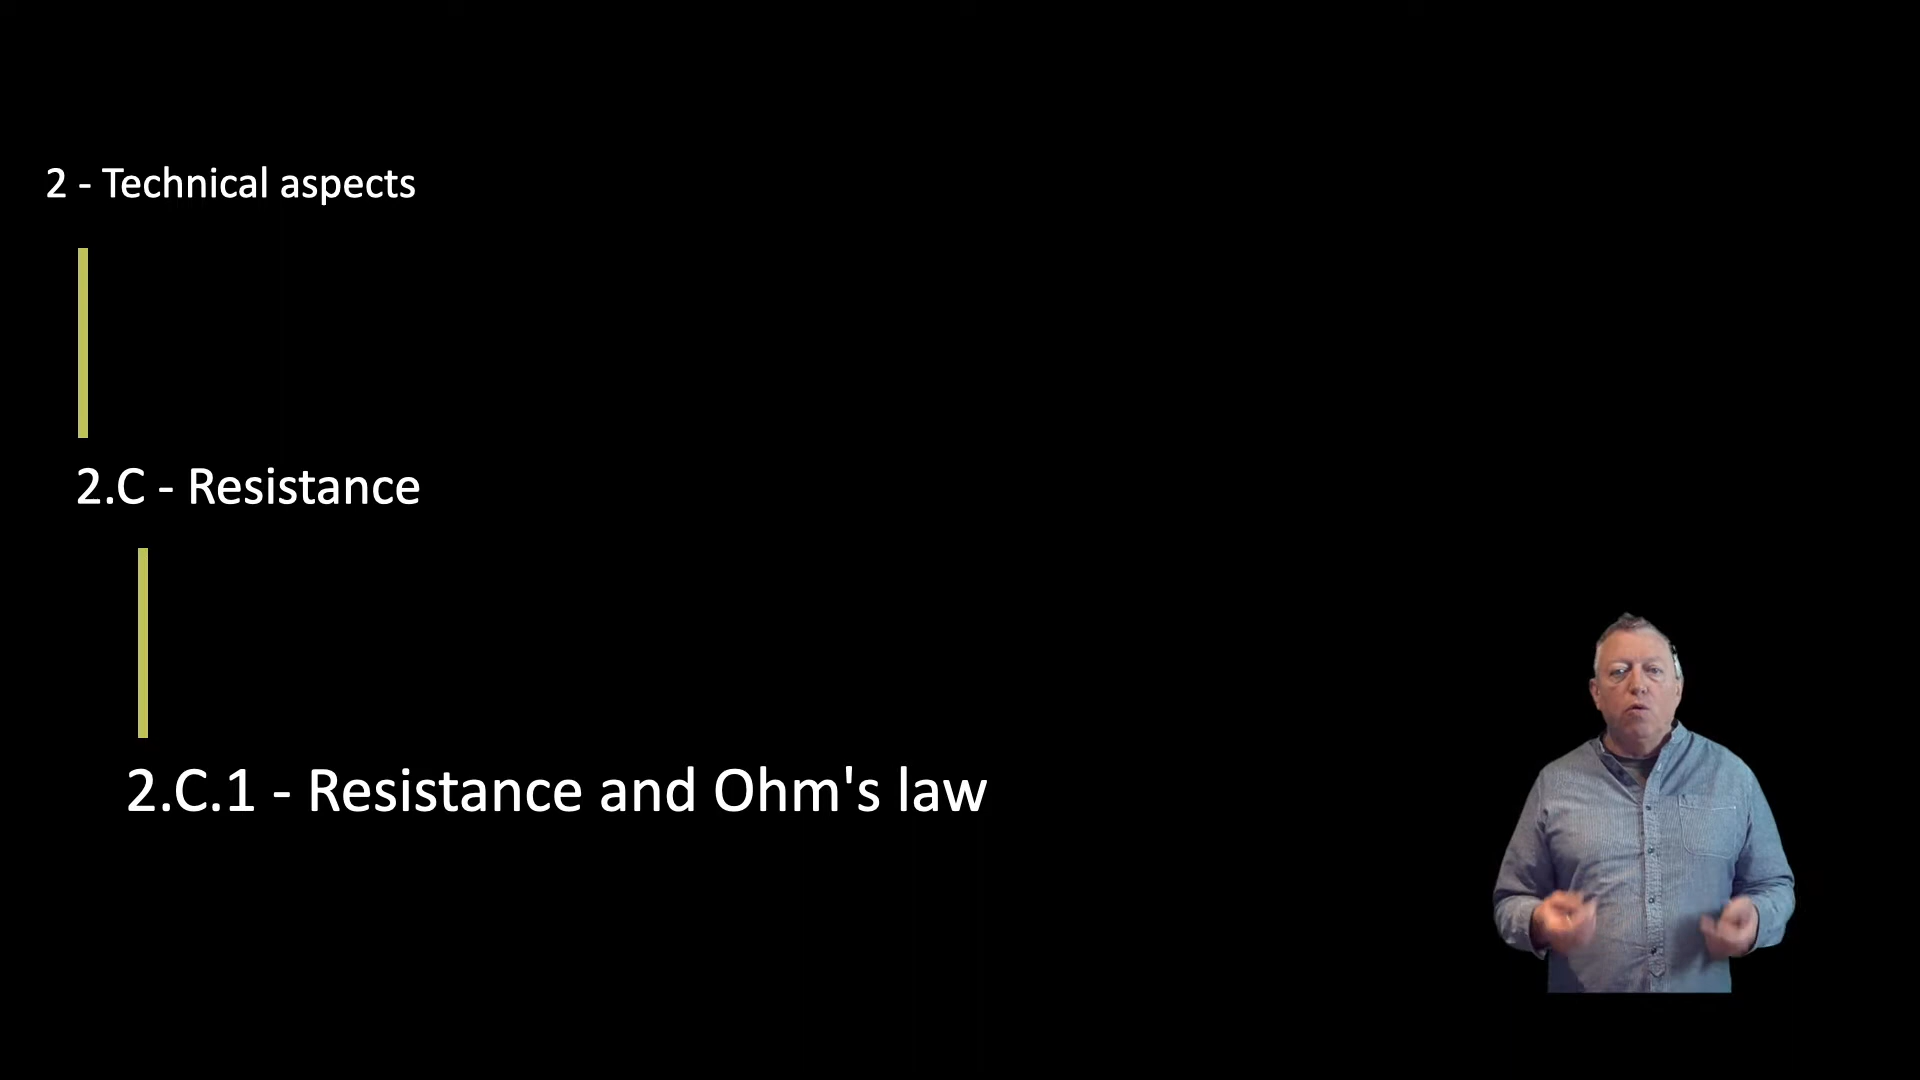 2 - Technical aspects
2.C - Resistance
2.C.1 - Resistance and Ohm's law